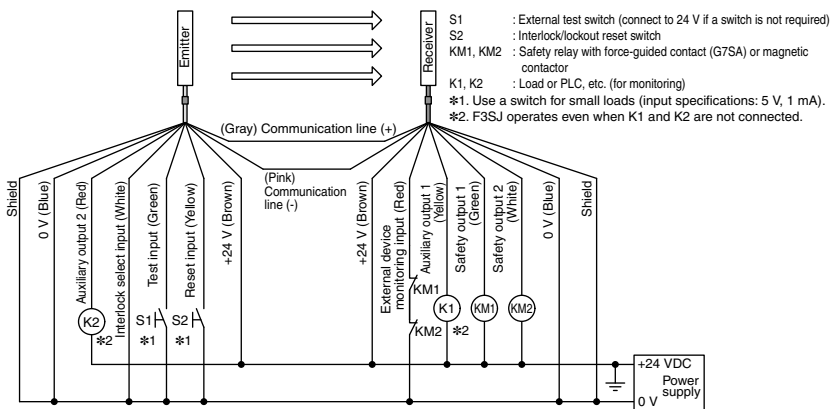 Emitter
Receiver
S1 : External test switch (connect to 24 V if a switch is not required)
S2 : Interlock/lockout reset switch
KM1, KM2 : Safety relay with force-guided contact (G7SA) or magnetic
contactor
K1, K2 : Load or PLC, etc. (for monitoring)
*1. Use a switch for small loads (input specifications: 5 V, 1 mA).
*2. F3SJ operates even when K1 and K2 are not connected.
(Gray) Communication line (+)
(Pink)
Communication
line (-)
Shield
0 V (Blue)
Auxiliary output 2 (Red)
Interlock select input (White)
Test input (Green)
Reset input (Yellow)
+24 V (Brown)
+24 V (Brown)
External device
monitoring input (Red)
Auxiliary output 1
(Yellow)
Safety output 1
(Green)
Safety output 2
(White)
0 V (Blue)
Shield
KM1
K2
*2
S1
*1
S2
*1
KM2
K1
*2
KM1
KM2
+24 VDC
Power
supply
0 V